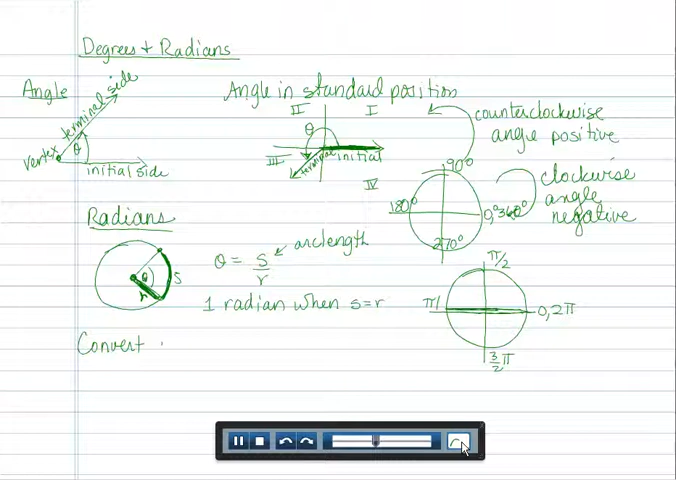 Degrees + Radians
Angle
vertex
terminal side
θ
initial side
Angle in standard position
II
I
θ
III
terminal
initial
IV
counterclockwise
angle positive
clockwise
angle
negative
90°
180°
0,°360°
270°
Radians
θ
r
s
θ = s/r
arclength
1 radian when s=r
π/2
π
0, 2π
3/2 π
Convert